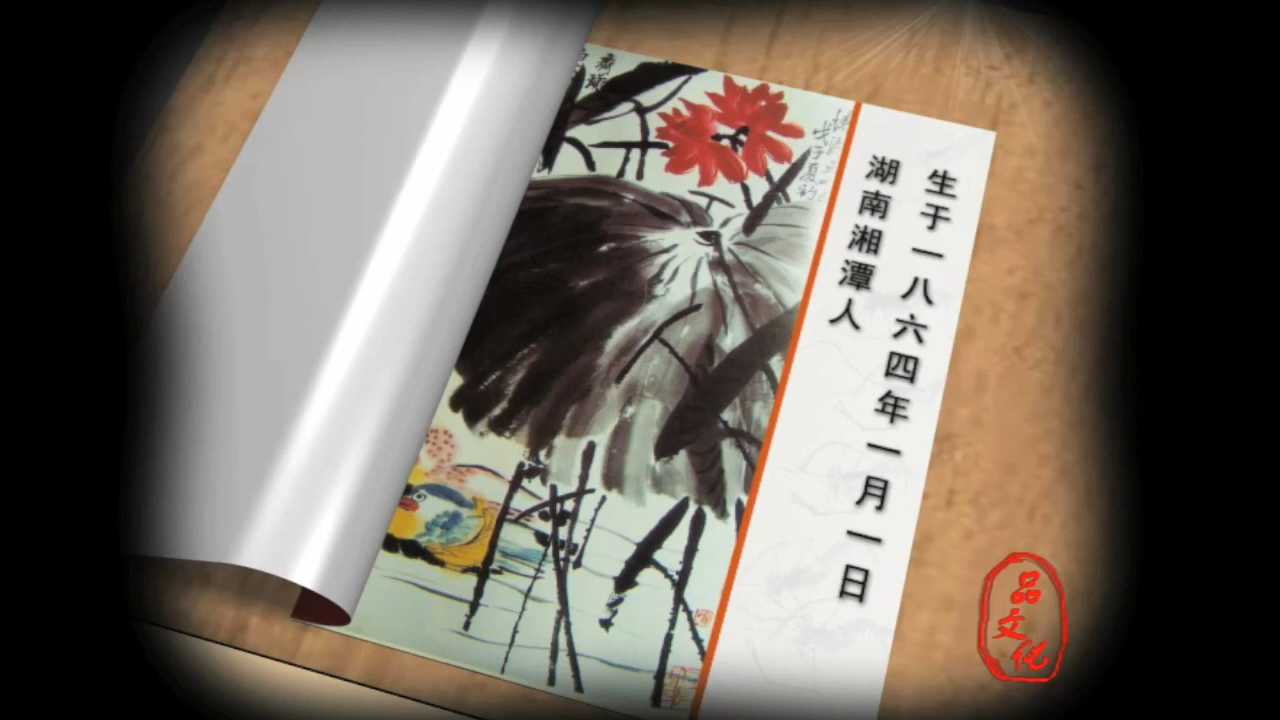 生于一八六四年一月一日
湖南湘潭人
品文化